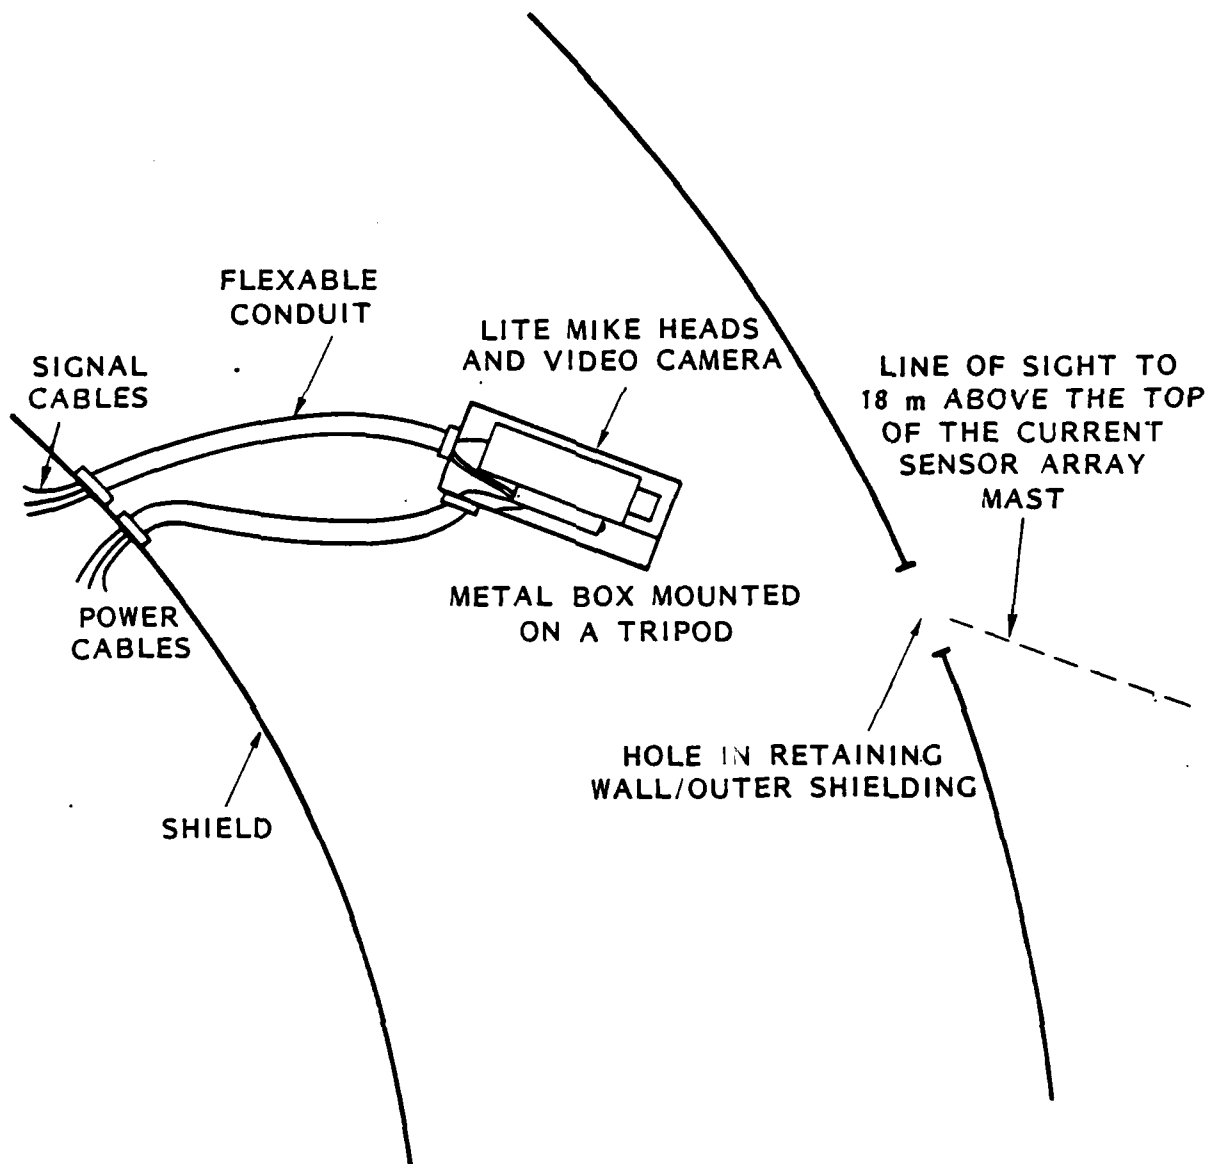 FLEXABLE
CONDUIT
LITE MIKE HEADS
AND VIDEO CAMERA
SIGNAL
CABLES
LINE OF SIGHT TO
18 m ABOVE THE TOP
OF THE CURRENT
SENSOR ARRAY
MAST
METAL BOX MOUNTED
ON A TRIPOD
POWER
CABLES
HOLE IN RETAINING
WALL/OUTER SHIELDING
SHIELD